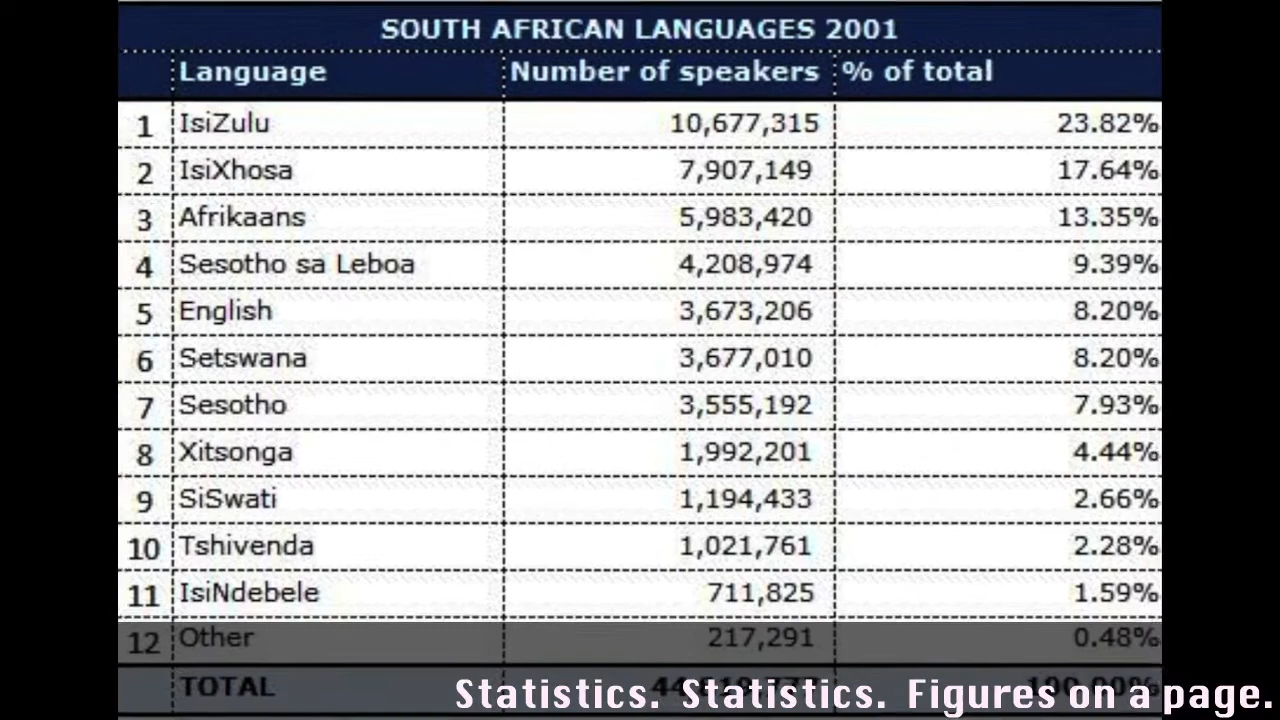 SOUTH AFRICAN LANGUAGES 2001
Language Number of speakers % of total
1 IsiZulu 10,677,315 23.82%
2 IsiXhosa 7,907,149 17.64%
3 Afrikaans 5,983,420 13.35%
4 Sesotho sa Leboa 4,208,974 9.39%
5 English 3,673,206 8.20%
6 Setswana 3,677,010 8.20%
7 Sesotho 3,555,192 7.93%
8 Xitsonga 1,992,201 4.44%
9 SiSwati 1,194,433 2.66%
10 Tshivenda 1,021,761 2.28%
11 IsiNdebele 711,825 1.59%
12 Other 217,291 0.48%
TOTAL
Statistics. Statistics. Figures on a page.